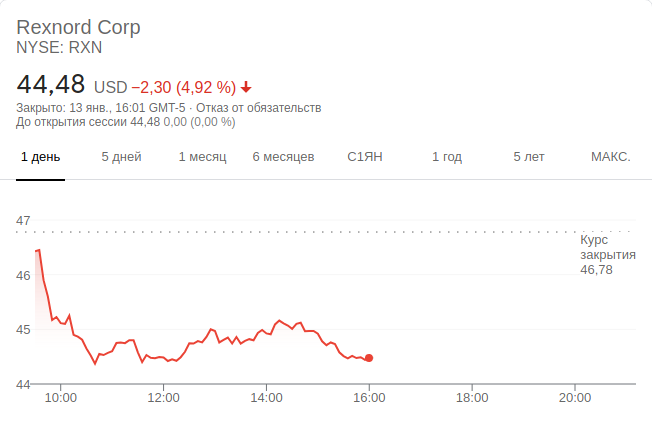 Rexnord Corp
NYSE: RXN
44,48 USD −2,30 (4,92 %)
Закрыто: 13 янв., 16:01 GMT-5 · Отказ от обязательств
До открытия сессии 44,48 0,00 (0,00 %)
1 день 5 дней 1 месяц 6 месяцев С1ЯН 1 год 5 лет МАКС.
47
Курс
закрытия
46,78
46
45
44
10:00 12:00 14:00 16:00 18:00 20:00